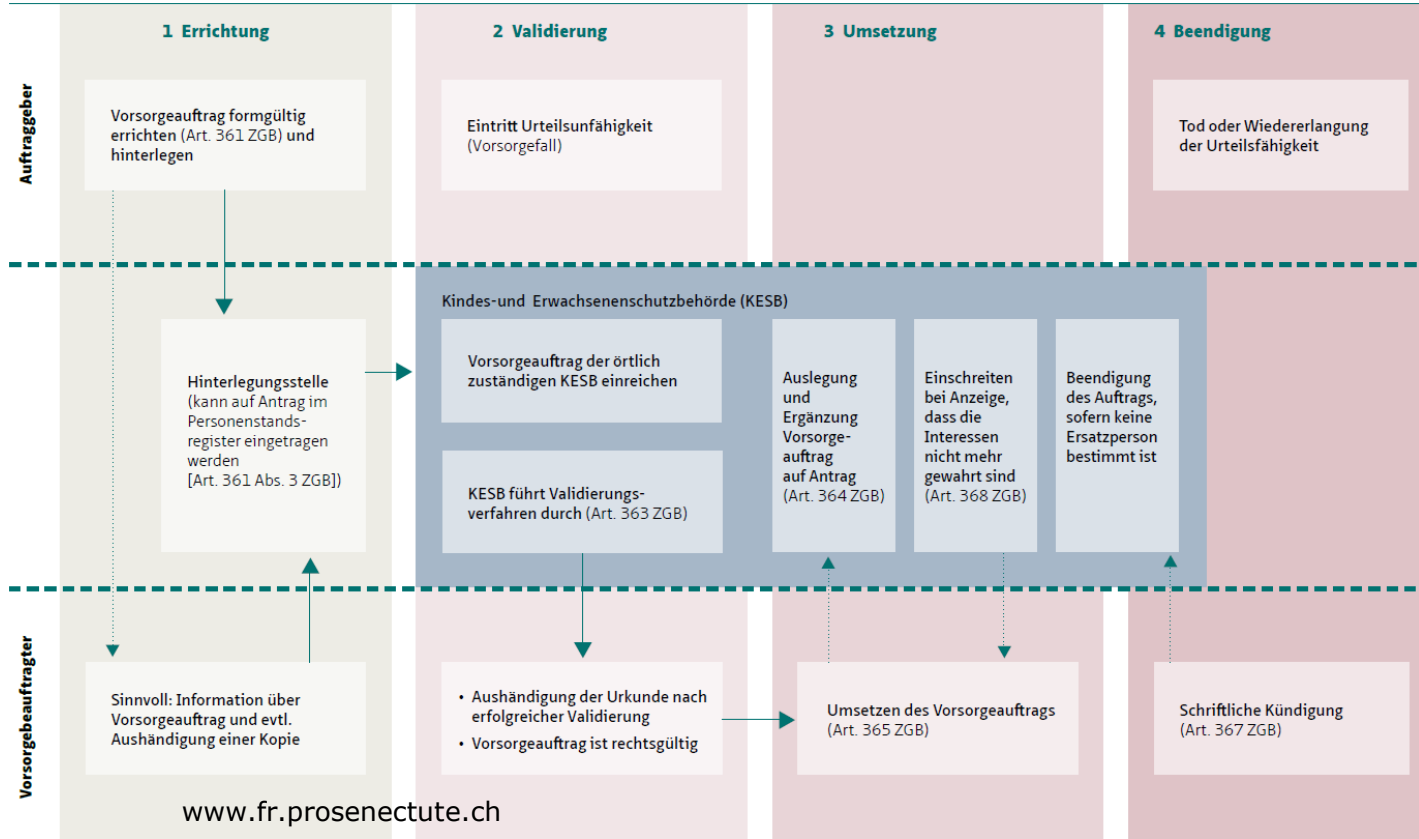 1 Errichtung
2 Validierung
3 Umsetzung
4 Beendigung
Auftraggeber
Vorsorgeauftrag formgültig
errichten (Art. 361 ZGB) und
hinterlegen
Eintritt Urteilsunfähigkeit
(Vorsorgefall)
Tod oder Wiedererlangung
der Urteilsfähigkeit
Kindes-und Erwachsenenschutzbehörde (KESB)
Hinterlegungsstelle
(kann auf Antrag im
Personenstands-
register eingetragen
werden
[Art. 361 Abs. 3 ZGB])
Vorsorgeauftrag der örtlich
zuständigen KESB einreichen
KESB führt Validierungs-
verfahren durch (Art. 363 ZGB)
Auslegung
und
Ergänzung
Vorsorge-
auftrag
auf Antrag
(Art. 364 ZGB)
Einschreiten
bei Anzeige,
dass die
Interessen
nicht mehr
gewahrt sind
(Art. 368 ZGB)
Beendigung
des Auftrags,
sofern keine
Ersatzperson
bestimmt ist
Vorsorgebeauftragter
Sinnvoll: Information über
Vorsorgeauftrag und evtl.
Aushändigung einer Kopie
• Aushändigung der Urkunde nach
erfolgreicher Validierung
• Vorsorgeauftrag ist rechtsgültig
Umsetzen des Vorsorgeauftrags
(Art. 365 ZGB)
Schriftliche Kündigung
(Art. 367 ZGB)
www.fr.prosenectute.ch